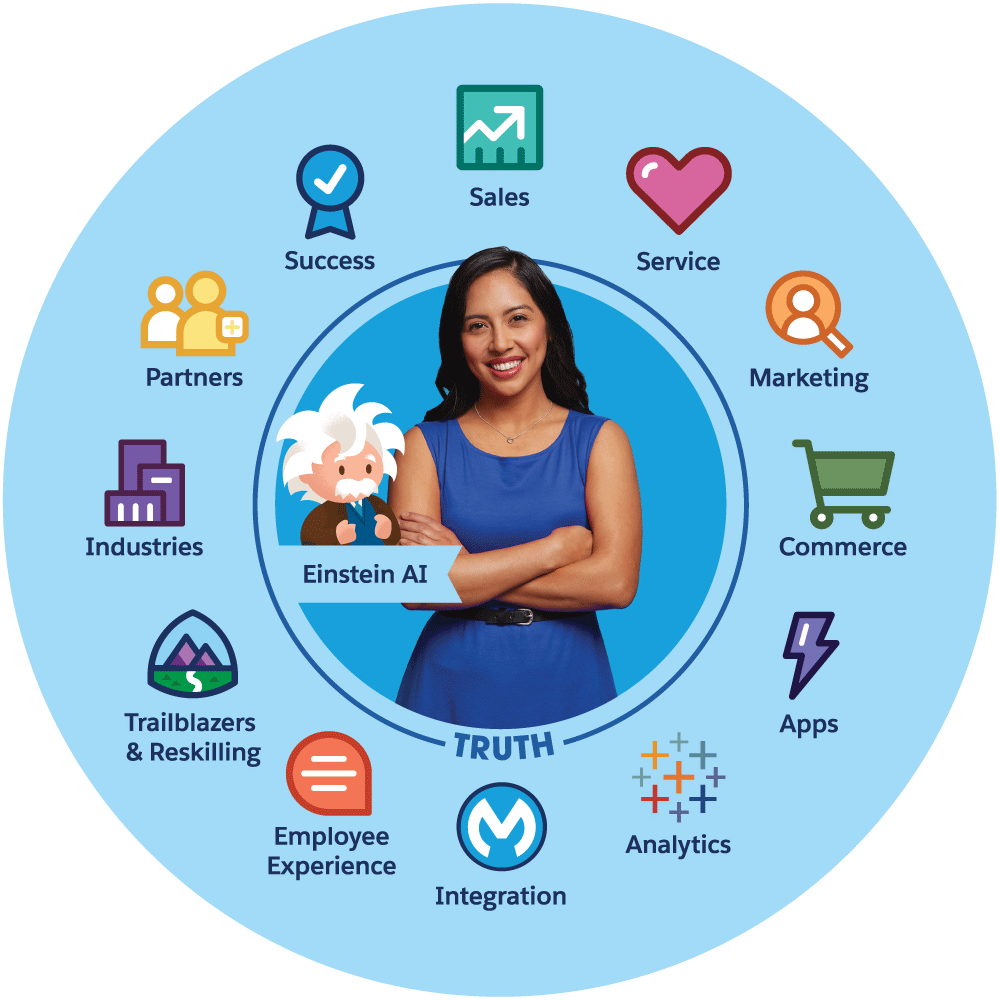 Sales
Service
Marketing
Commerce
Apps
Analytics
Integration
Employee
Experience
Trailblazers
& Reskilling
Industries
Partners
Success
Einstein AI
TRUTH